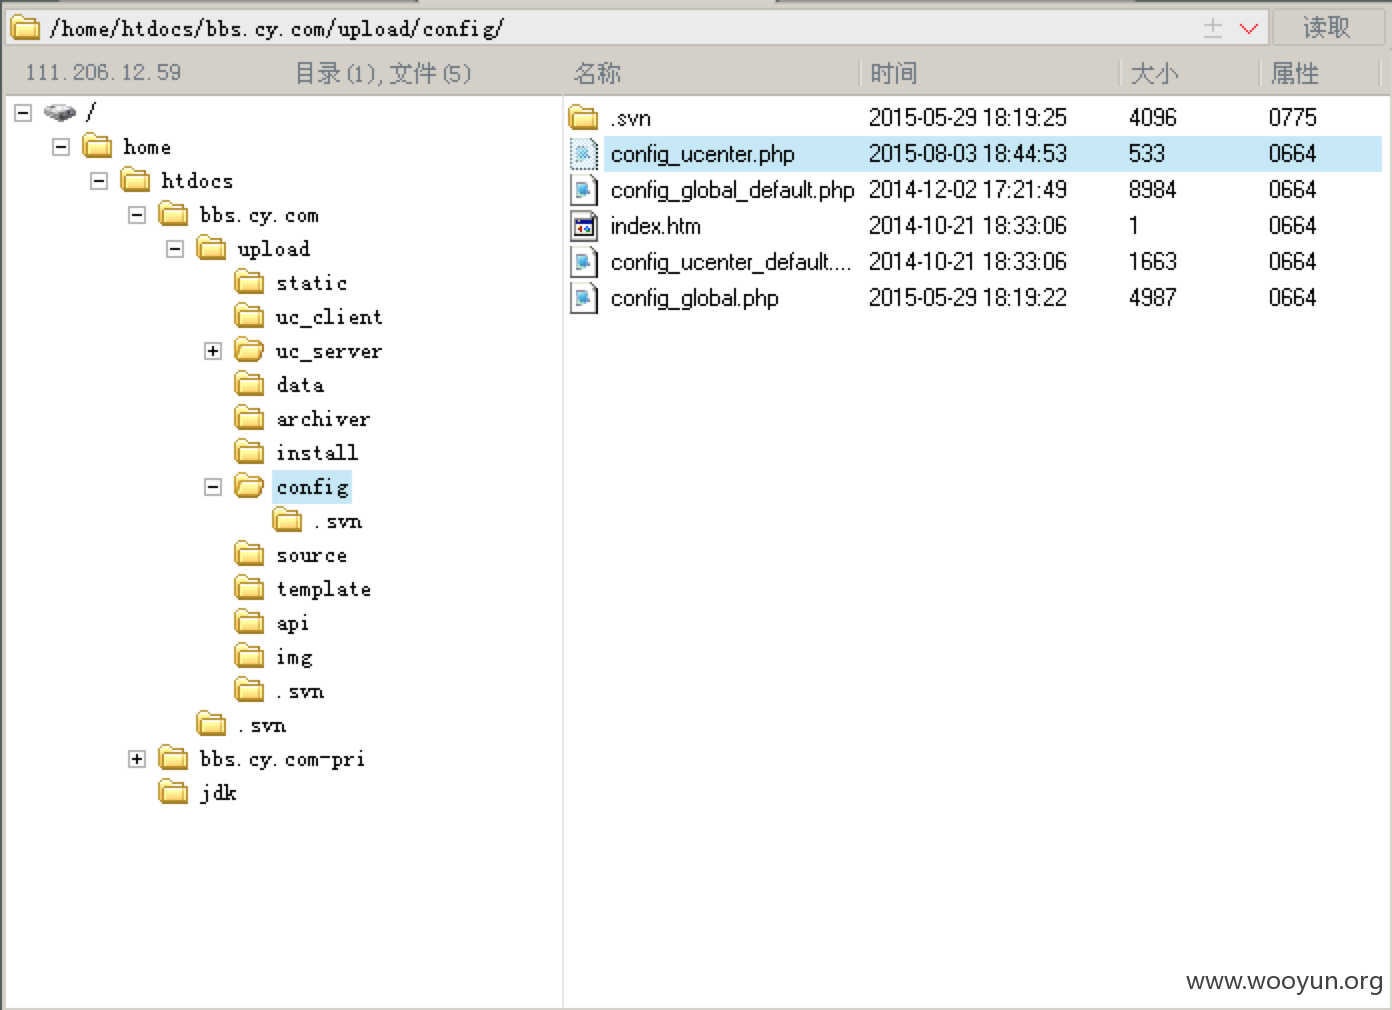 /home/htdocs/bbs.cy.com/upload/config/ 读取
111.206.12.59 目录(1),文件(5) 名称 时间 大小 属性
/
home
htdocs
bbs.cy.com
upload
static
uc_client
uc_server
data
archiver
install
config
.svn
source
template
api
img
.svn
.svn
bbs.cy.com-pri
jdk
.svn 2015-05-29 18:19:25 4096 0775
config_ucenter.php 2015-08-03 18:44:53 533 0664
config_global_default.php 2014-12-02 17:21:49 8984 0664
index.htm 2014-10-21 18:33:06 1 0664
config_ucenter_default.... 2014-10-21 18:33:06 1663 0664
config_global.php 2015-05-29 18:19:22 4987 0664
www.wooyun.org